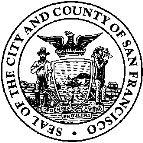 SEAL OF THE CITY AND COUNTY OF SAN FRANCISCO